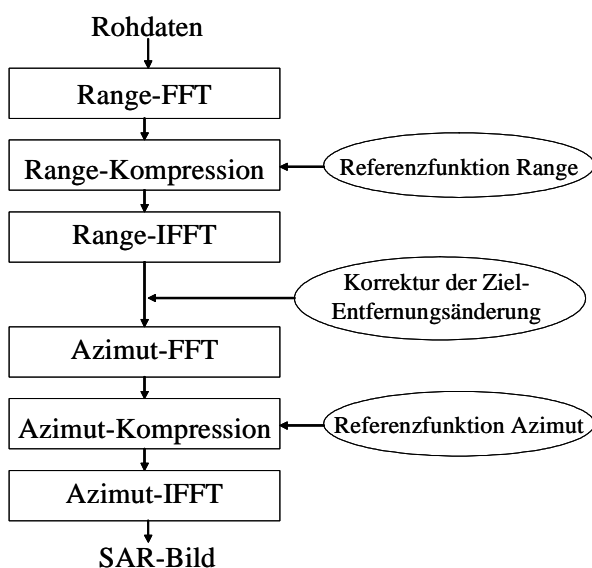 Rohdaten
Range-FFT
Range-Kompression
Referenzfunktion Range
Range-IFFT
Korrektur der Ziel-
Entfernungsänderung
Azimut-FFT
Azimut-Kompression
Referenzfunktion Azimut
Azimut-IFFT
SAR-Bild